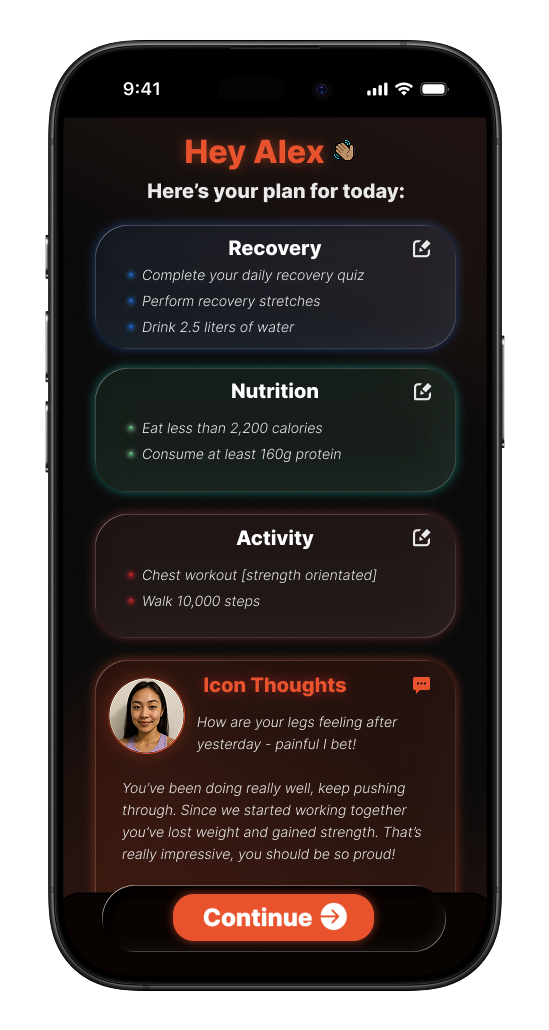 9:41
Hey Alex 👋🏽
Here's your plan for today:
Recovery
Complete your daily recovery quiz
Perform recovery stretches
Drink 2.5 liters of water
Nutrition
Eat less than 2,200 calories
Consume at least 160g protein
Activity
Chest workout [strength orientated]
Walk 10,000 steps
Icon Thoughts
How are your legs feeling after
yesterday - painful I bet!
You've been doing really well, keep pushing
through. Since we started working together
you've lost weight and gained strength. That's
really impressive, you should be so proud!
Continue